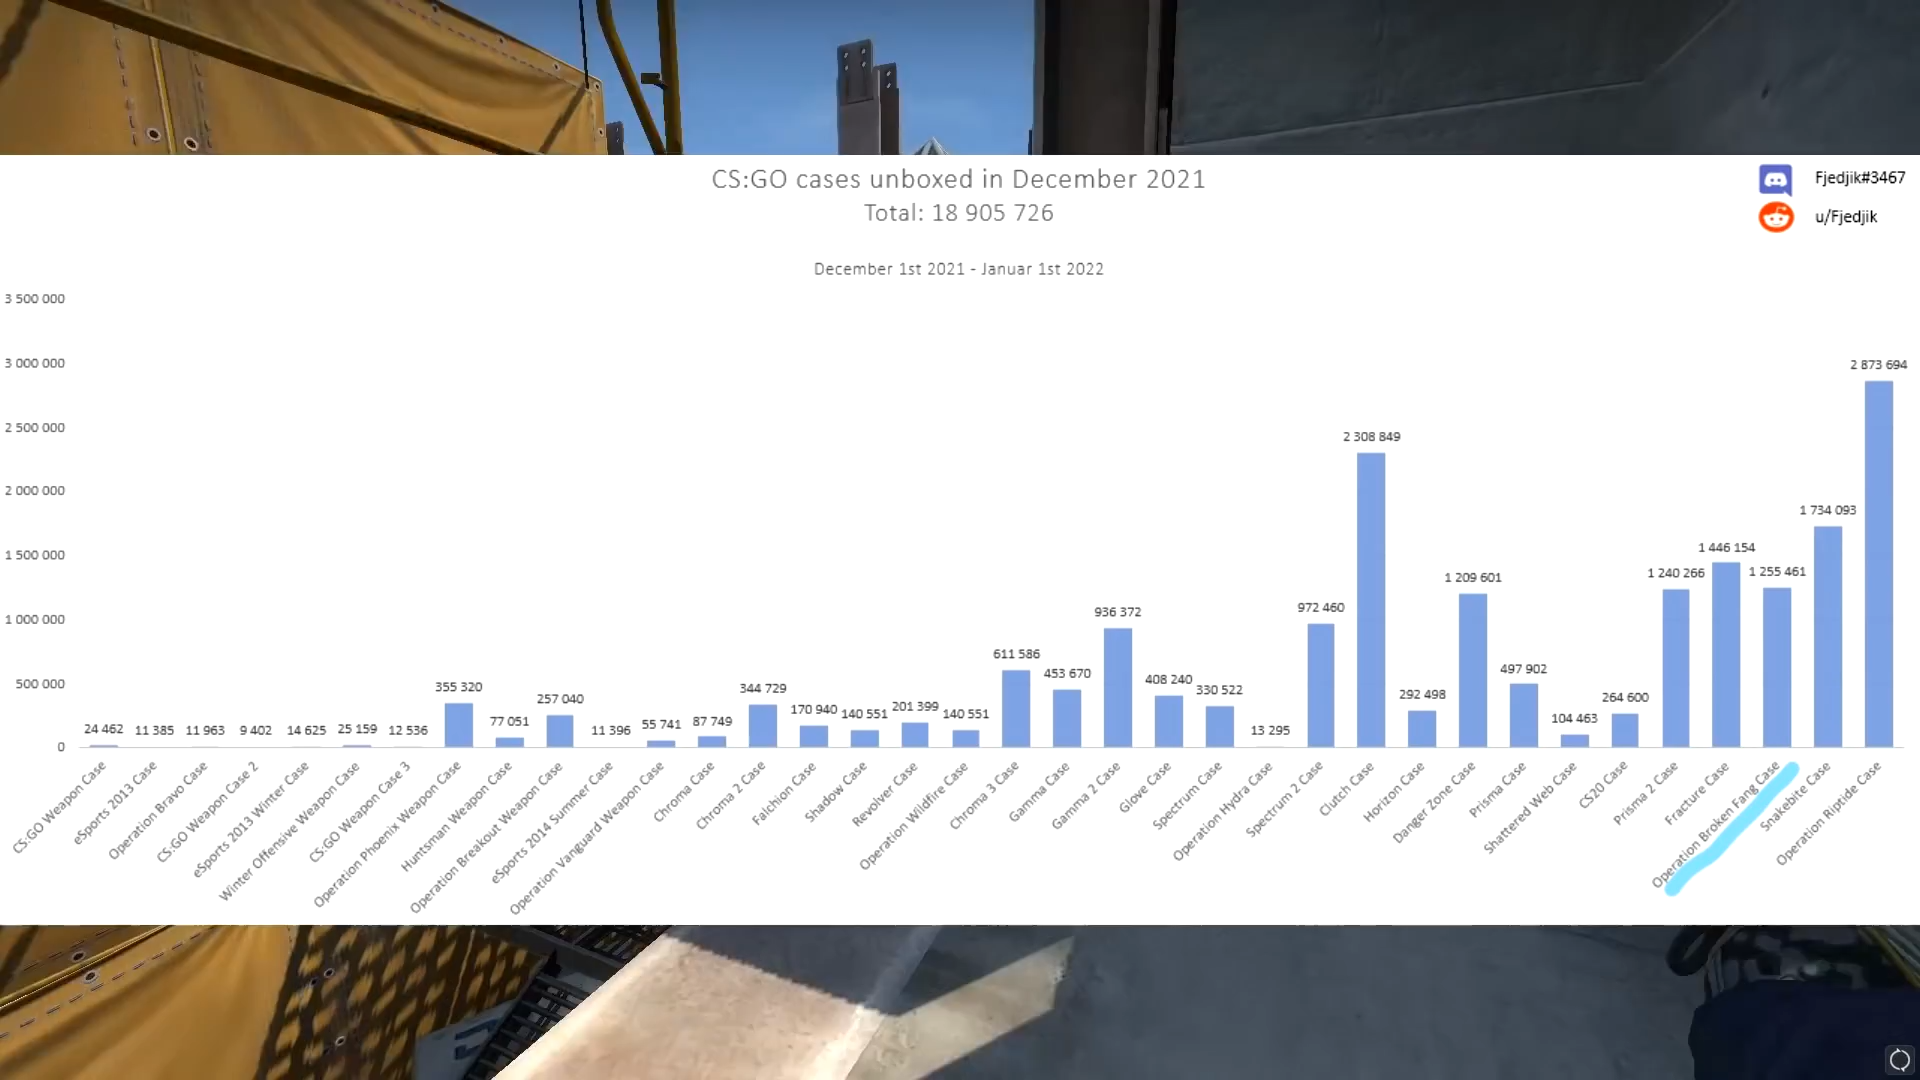 CS:GO cases unboxed in December 2021
Total: 18 905 726
December 1st 2021 - Januar 1st 2022
Fjedjik#3467
u/Fjedjik
3 500 000
3 000 000
2 500 000
2 000 000
1 500 000
1 000 000
500 000
0
24 462
11 385
11 963
9 402
14 625
25 159
12 536
355 320
77 051
257 040
11 396
55 741
87 749
344 729
170 940
140 551
201 399
140 551
611 586
453 670
936 372
408 240
330 522
13 295
972 460
2 308 849
292 498
1 209 601
497 902
104 463
264 600
1 240 266
1 446 154
1 255 461
1 734 093
2 873 694
CS:GO Weapon Case
eSports 2013 Case
Operation Bravo Case
CS:GO Weapon Case 2
eSports 2013 Winter Case
Winter Offensive Weapon Case
CS:GO Weapon Case 3
Operation Phoenix Weapon Case
Huntsman Weapon Case
Operation Breakout Weapon Case
eSports 2014 Summer Case
Operation Vanguard Weapon Case
Chroma Case
Chroma 2 Case
Falchion Case
Shadow Case
Revolver Case
Operation Wildfire Case
Chroma 3 Case
Gamma Case
Gamma 2 Case
Glove Case
Spectrum Case
Operation Hydra Case
Spectrum 2 Case
Clutch Case
Horizon Case
Danger Zone Case
Prisma Case
Shattered Web Case
CS20 Case
Prisma 2 Case
Fracture Case
Operation Broken Fang Case
Snakebite Case
Operation Riptide Case